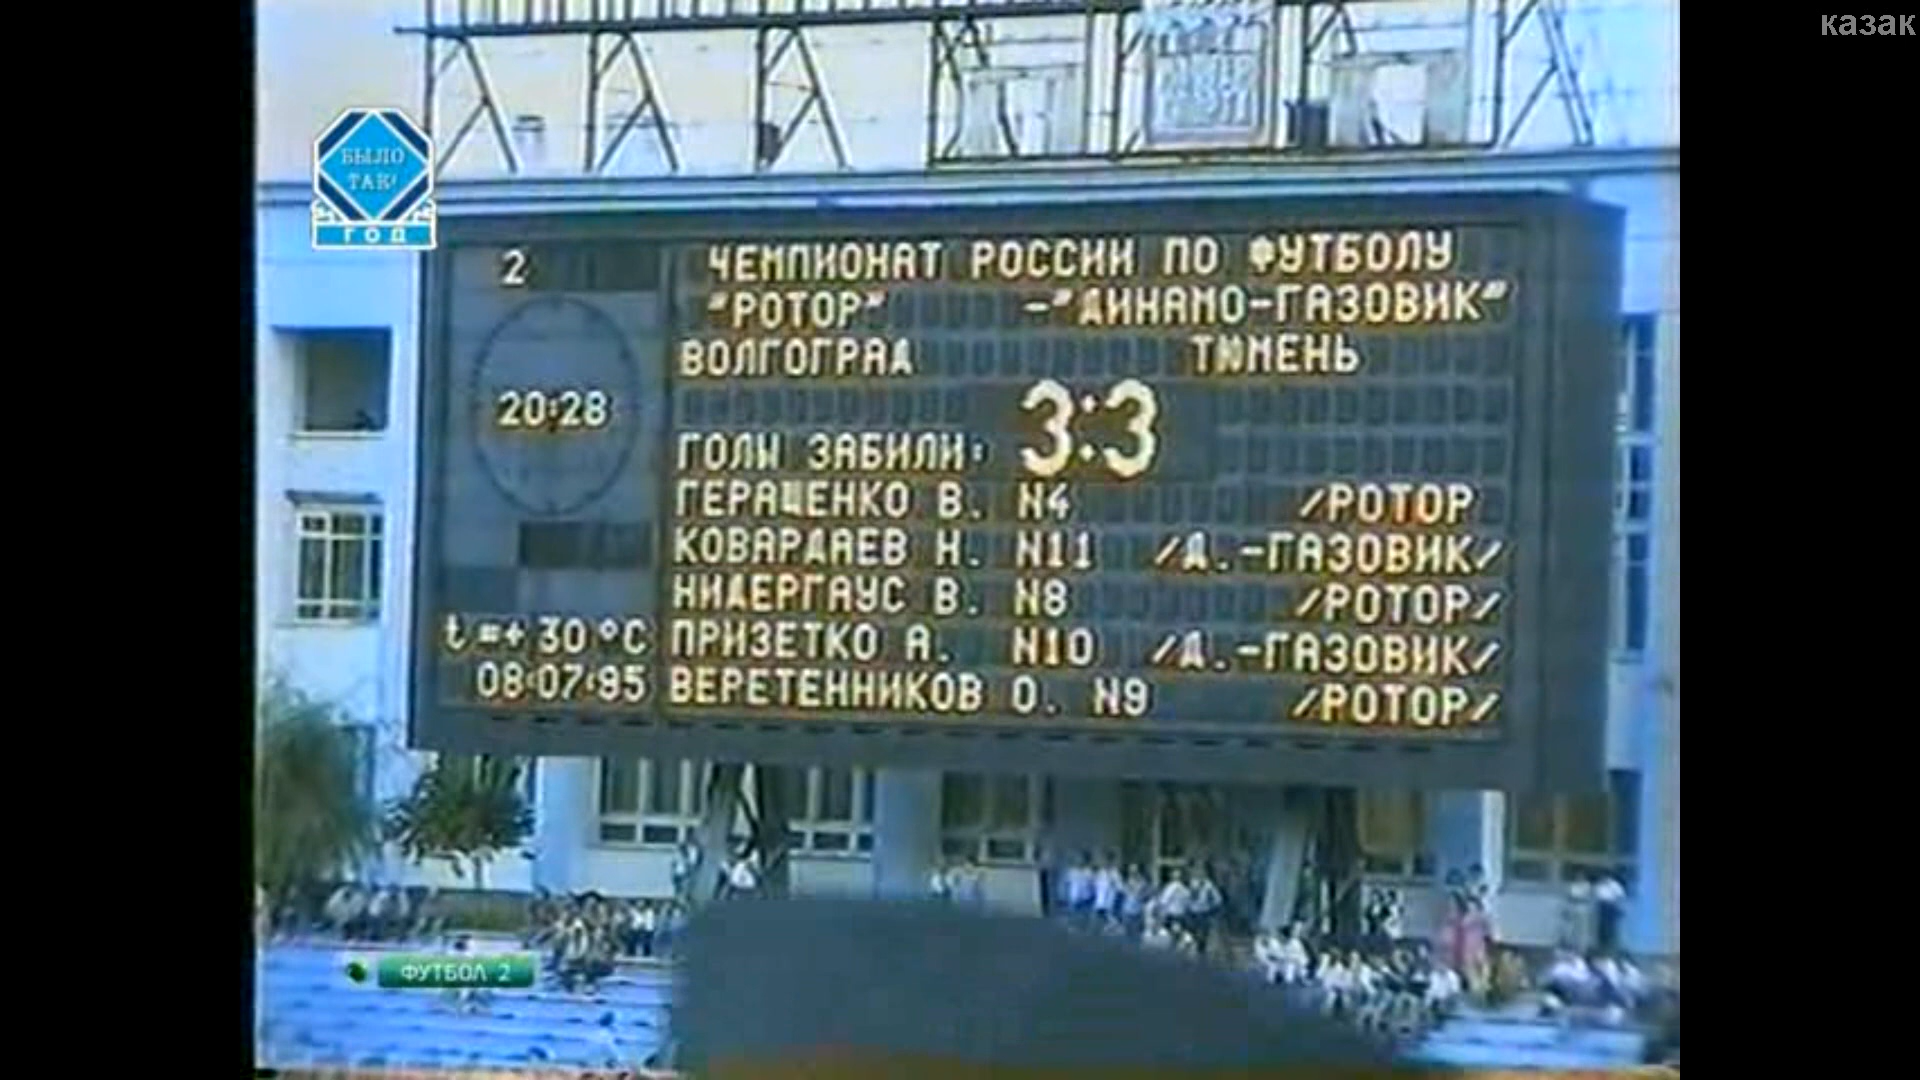 казак
БЫЛО
ТАК!
ГОД
2
20:28
t=+30°C
08:07:95
ЧЕМПИОНАТ РОССИИ ПО ФУТБОЛУ
"РОТОР" -"ДИНАМО-ГАЗОВИК"
ВОЛГОГРАД ТЮМЕНЬ
3:3
ГОЛЫ ЗАБИЛИ:
ГЕРАЩЕНКО В. N4 /РОТОР
КОВАРДАЕВ Н. N11 /Д.-ГАЗОВИК/
НИДЕРГАУС В. N8 /РОТОР/
ПРИЗЕТКО А. N10 /Д.-ГАЗОВИК/
ВЕРЕТЕННИКОВ О. N9 /РОТОР/
ФУТБОЛ 2